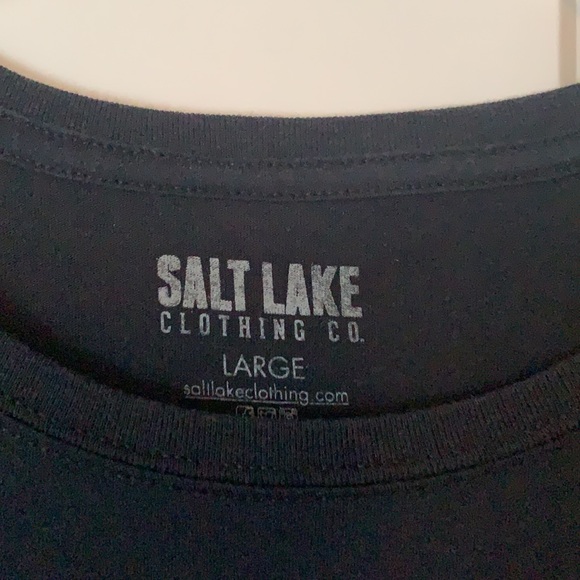 SALT LAKE
CLOTHING CO.
LARGE
saltlakeclothing.com